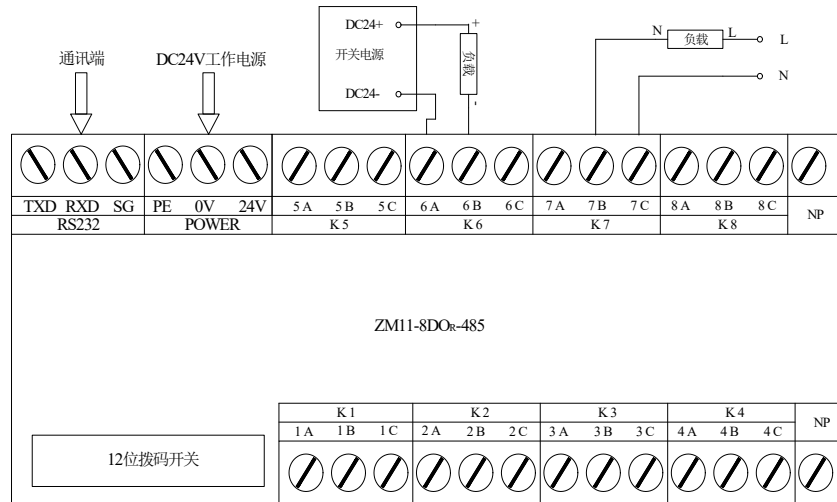 DC24+
+
N
负载
L
L
通讯端
DC24V工作电源
开关电源
负载
N
DC24-
-
TXD RXD SG PE 0V 24V 5A 5B 5C 6A 6B 6C 7A 7B 7C 8A 8B 8C NP
RS232 POWER K5 K6 K7 K8
ZM11-8DOR-485
K1 K2 K3 K4 NP
1A 1B 1C 2A 2B 2C 3A 3B 3C 4A 4B 4C
12位拨码开关